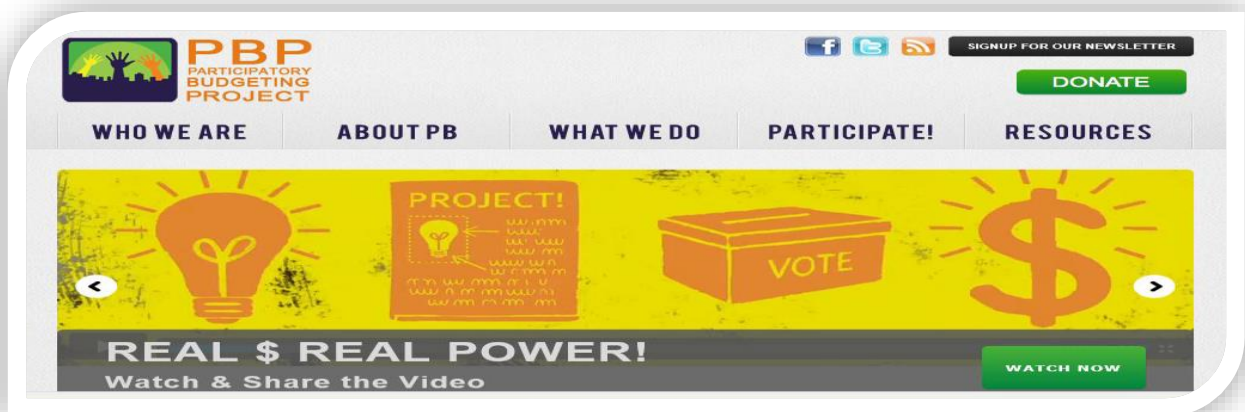 PBP
PARTICIPATORY
BUDGETING
PROJECT
SIGNUP FOR OUR NEWSLETTER
DONATE
WHO WE ARE
ABOUT PB
WHAT WE DO
PARTICIPATE!
RESOURCES
PROJECT!
VOTE
$
REAL $ REAL POWER!
Watch & Share the Video
WATCH NOW